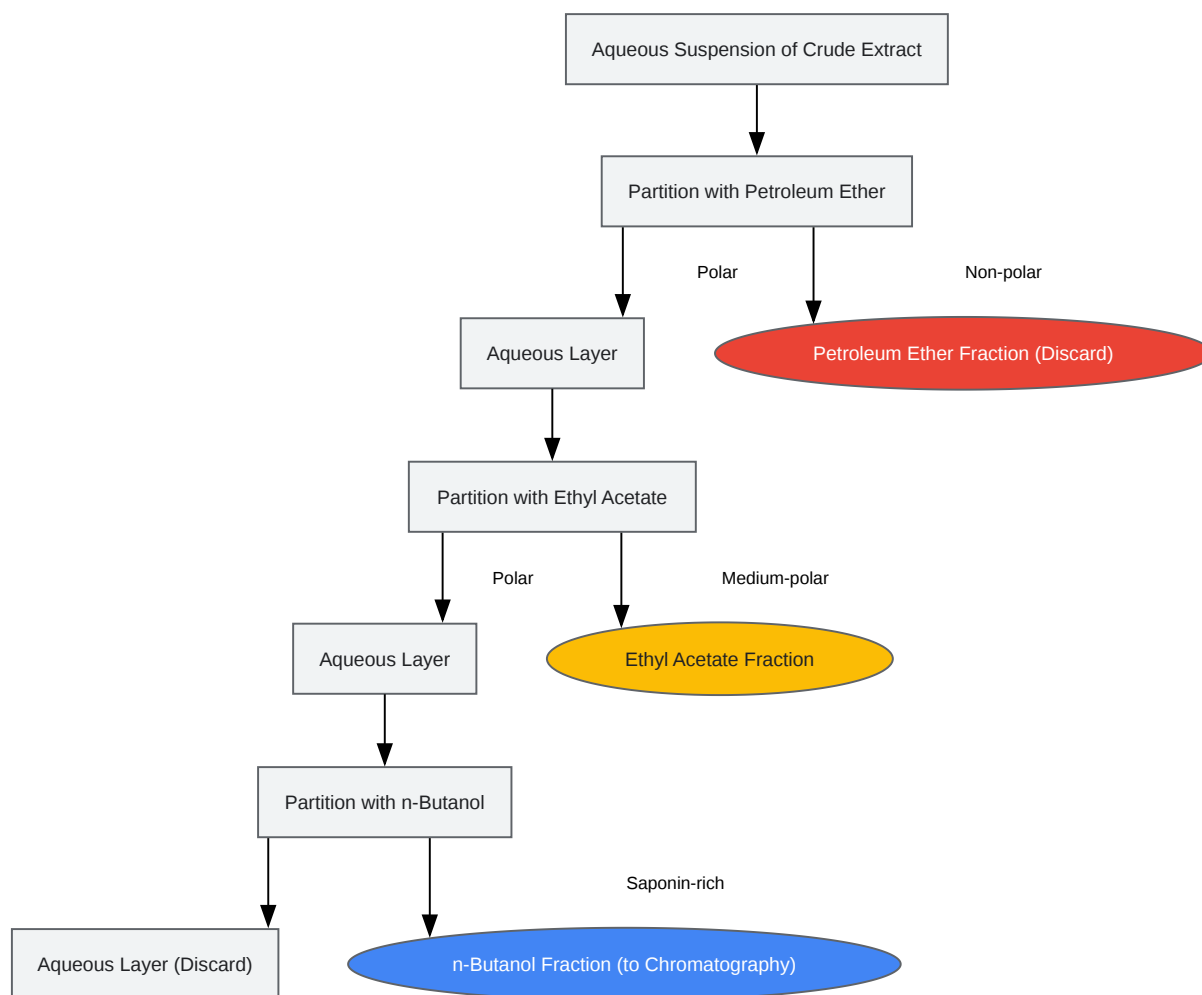 Aqueous Suspension of Crude Extract
Partition with Petroleum Ether
Polar
Non-polar
Aqueous Layer
Petroleum Ether Fraction (Discard)
Partition with Ethyl Acetate
Polar
Medium-polar
Aqueous Layer
Ethyl Acetate Fraction
Partition with n-Butanol
Saponin-rich
Aqueous Layer (Discard)
n-Butanol Fraction (to Chromatography)